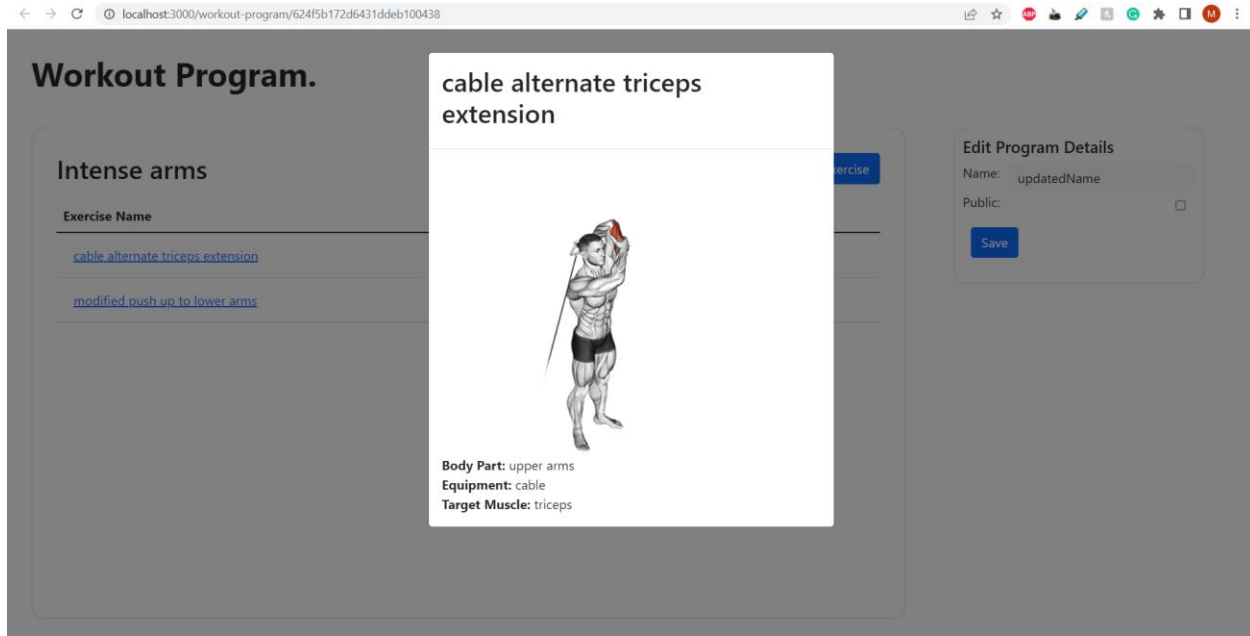 localhost:3000/workout-program/624f5b172d6431ddeb100438
ABP
M
Workout Program.
Intense arms
ercise
Exercise Name
cable alternate triceps extension
modified push up to lower arms
cable alternate triceps
extension
Body Part: upper arms
Equipment: cable
Target Muscle: triceps
Edit Program Details
Name: updatedName
Public:
Save